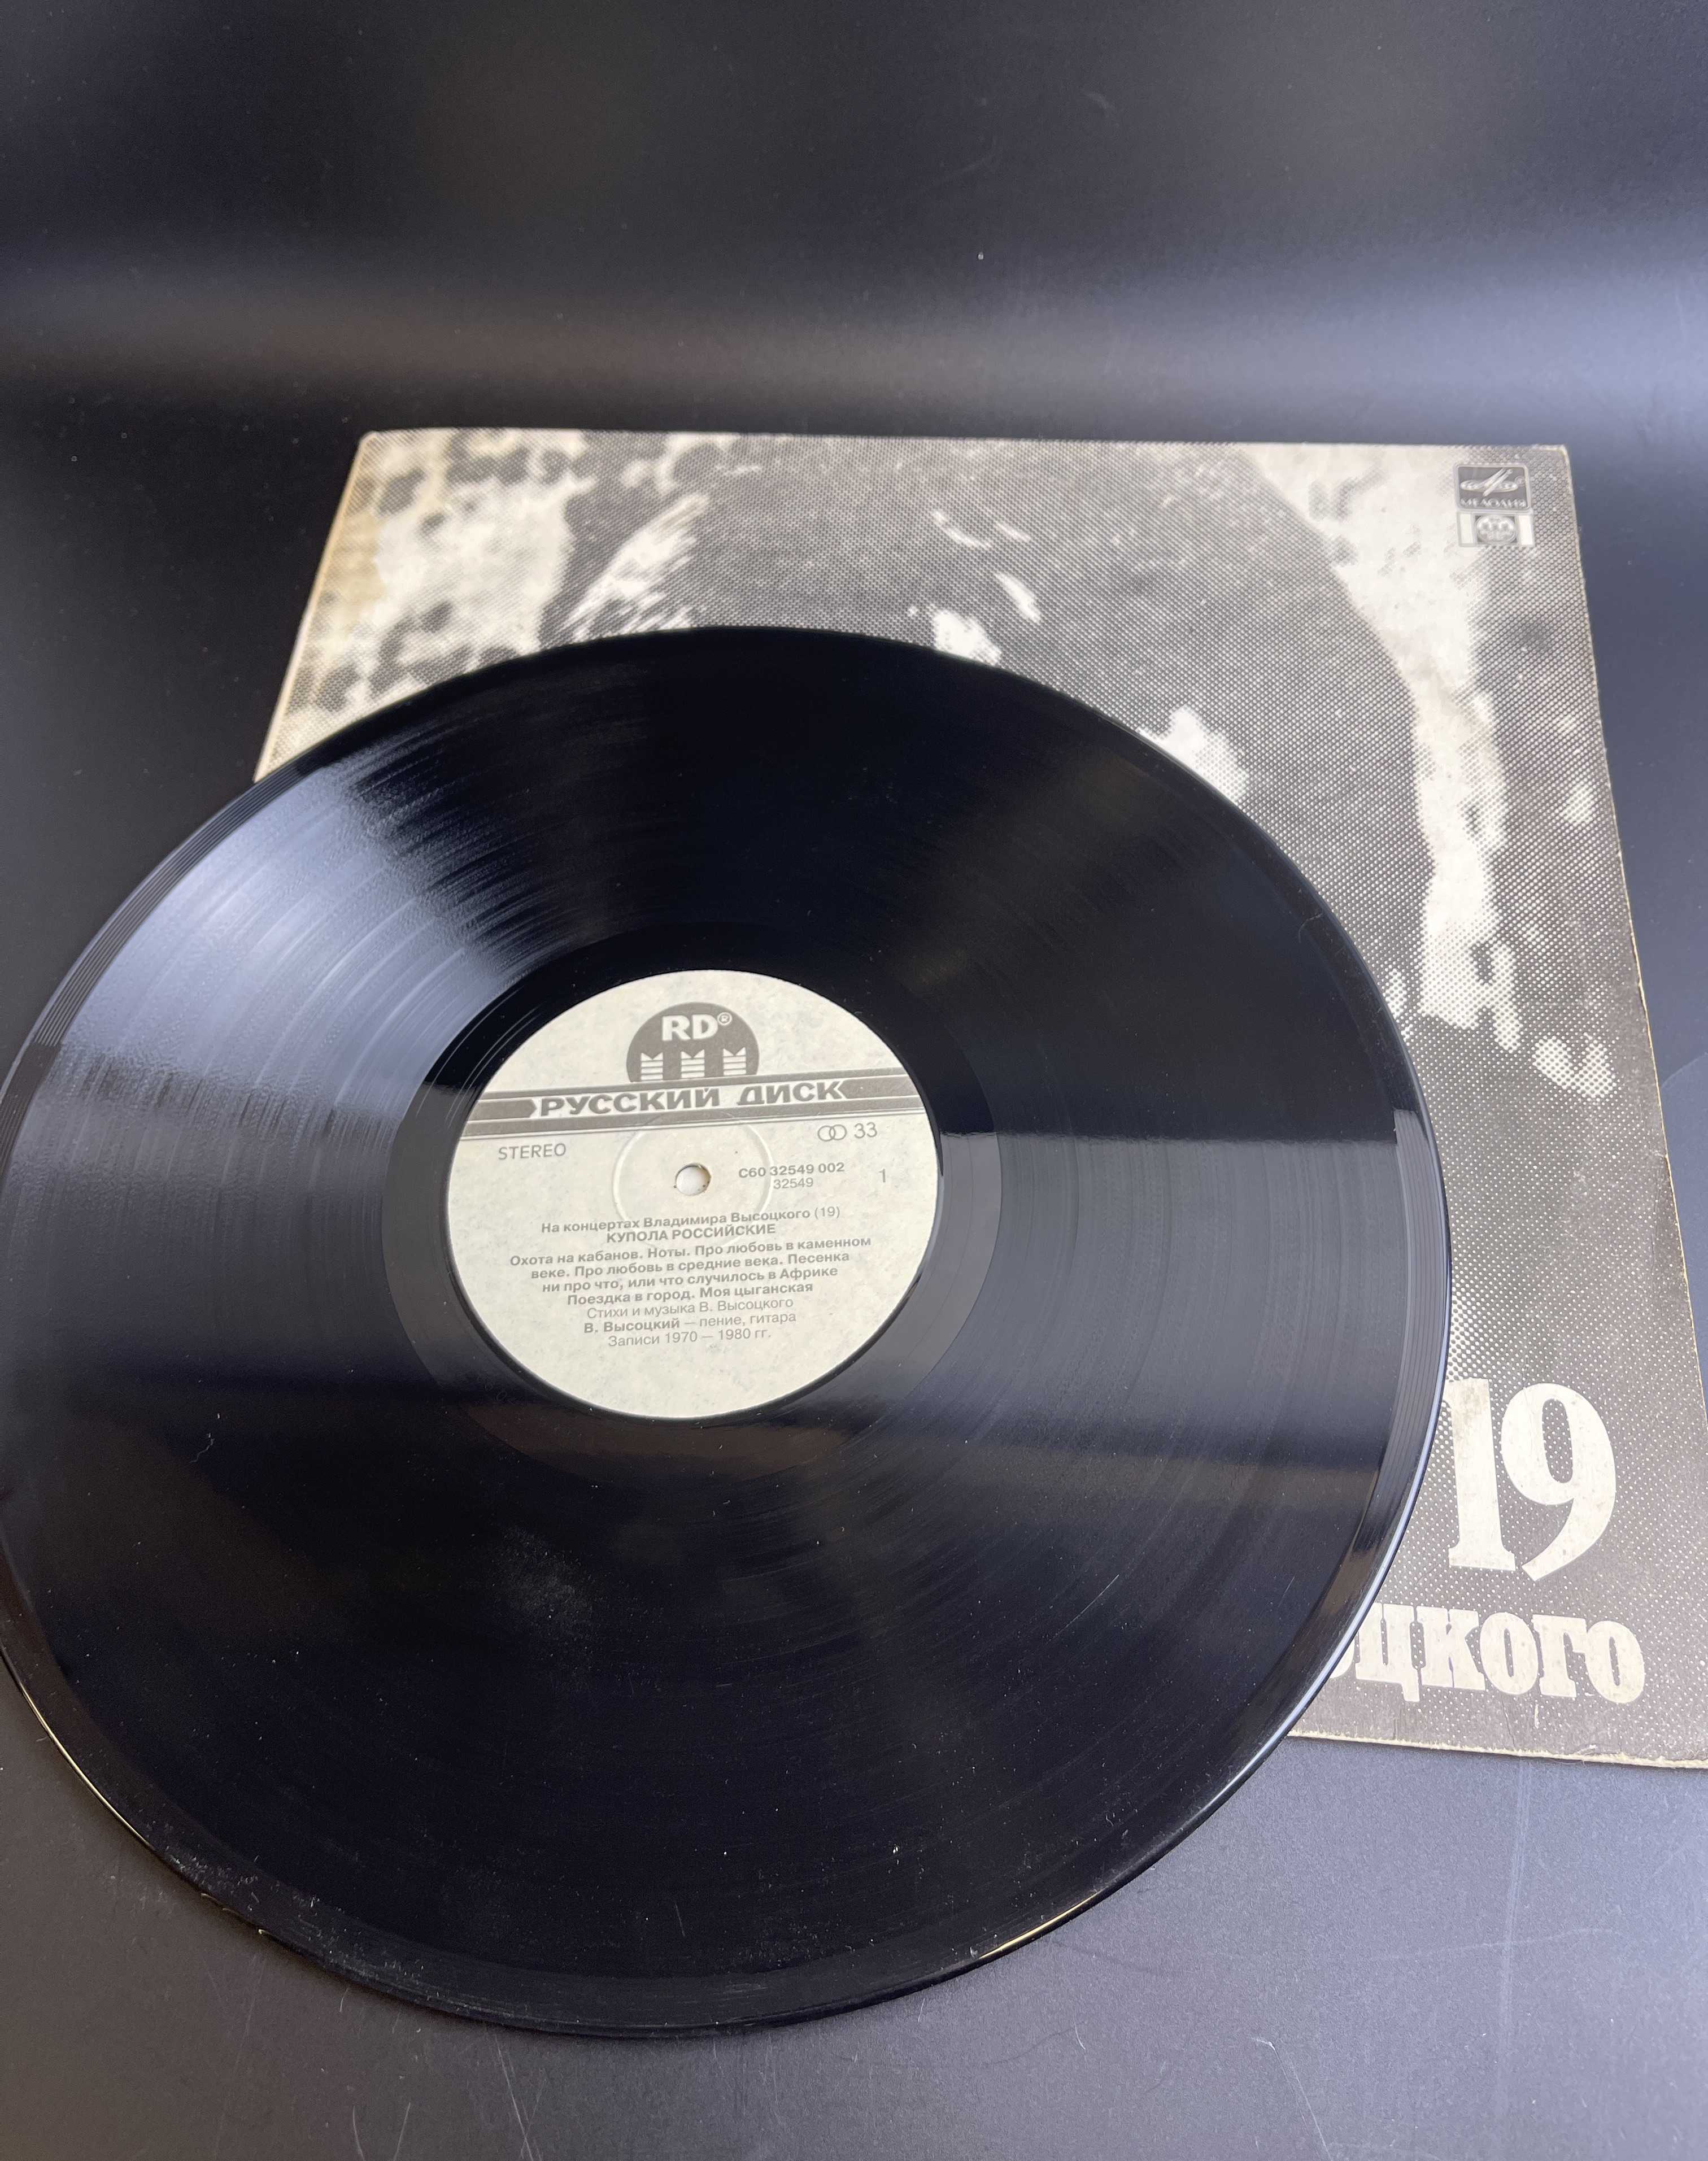 МЕЛОДИЯ
RD®
РУССКИЙ ДИСК
STEREO
33
С60 32549 002
32549
1
На концертах Владимира Высоцкого (19)
КУПОЛА РОССИЙСКИЕ
Охота на кабанов. Ноты. Про любовь в каменном
веке. Про любовь в средние века. Песенка
ни про что, или что случилось в Африке
Поездка в город. Моя цыганская
Стихи и музыка В. Высоцкого
В. Высоцкий — пение, гитара
Записи 1970 — 1980 гг.
19
оцкого